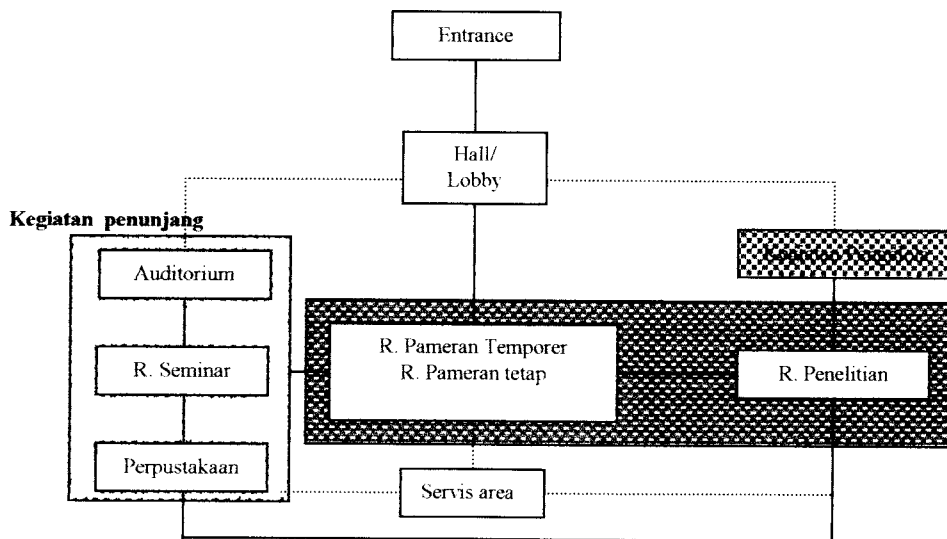 Entrance
Hall/
Lobby
Kegiatan penunjang
Auditorium
R. Pameran Temporer
R. Pameran tetap
R. Seminar
R. Penelitian
Perpustakaan
Servis area